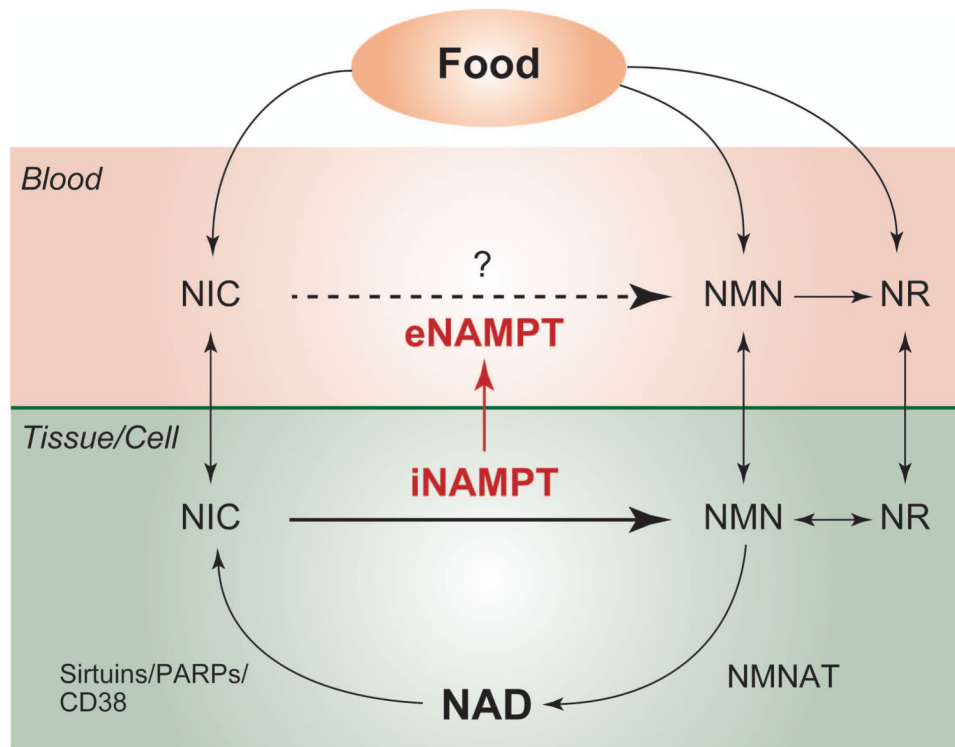 Food
Blood
?
NIC
NMN
NR
eNAMPT
Tissue/Cell
iNAMPT
NIC
NMN
NR
Sirtuins/PARPs/
CD38
NAD
NMNAT